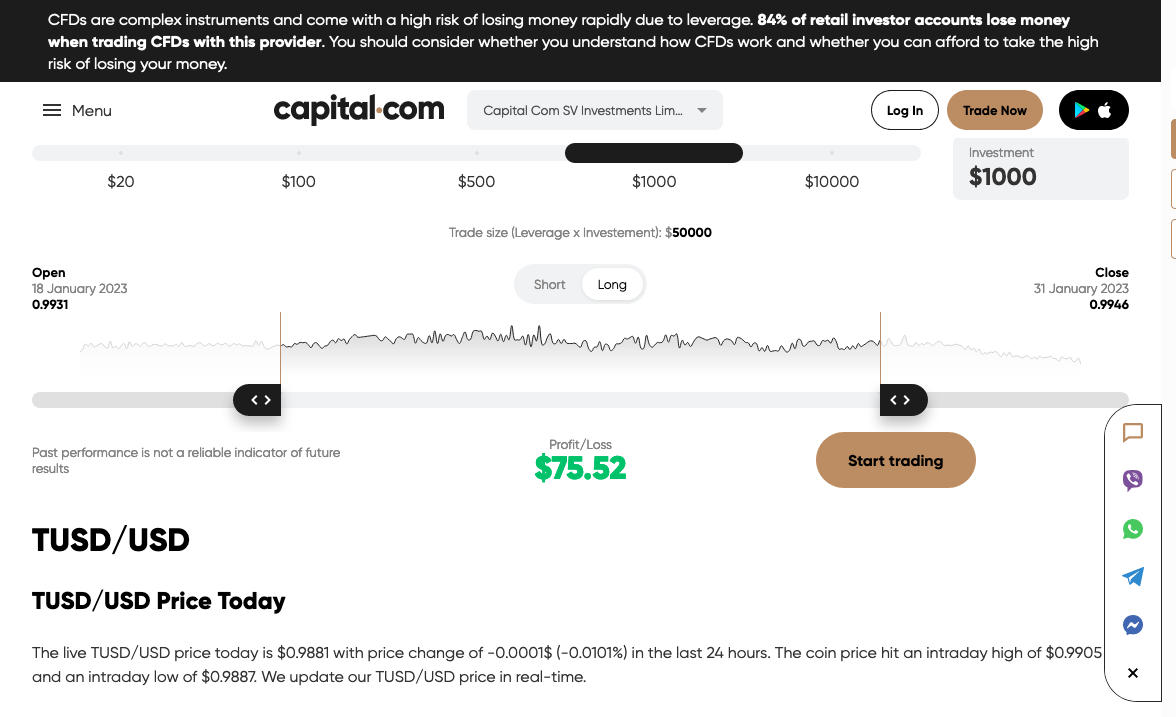 CFDs are complex instruments and come with a high risk of losing money rapidly due to leverage. 84% of retail investor accounts lose money
when trading CFDs with this provider. You should consider whether you understand how CFDs work and whether you can afford to take the high
risk of losing your money.
Menu
capital.com
Capital Com SV Investments Lim...
Log In
Trade Now
$20
$100
$500
$1000
$10000
Investment
$1000
Trade size (Leverage x Investement): $50000
Open
18 January 2023
0.9931
Short
Long
Close
31 January 2023
0.9946
Past performance is not a reliable indicator of future
results
Profit/Loss
$75.52
Start trading
TUSD/USD
TUSD/USD Price Today
The live TUSD/USD price today is $0.9881 with price change of -0.0001$ (-0.0101%) in the last 24 hours. The coin price hit an intraday high of $0.9905
and an intraday low of $0.9887. We update our TUSD/USD price in real-time.